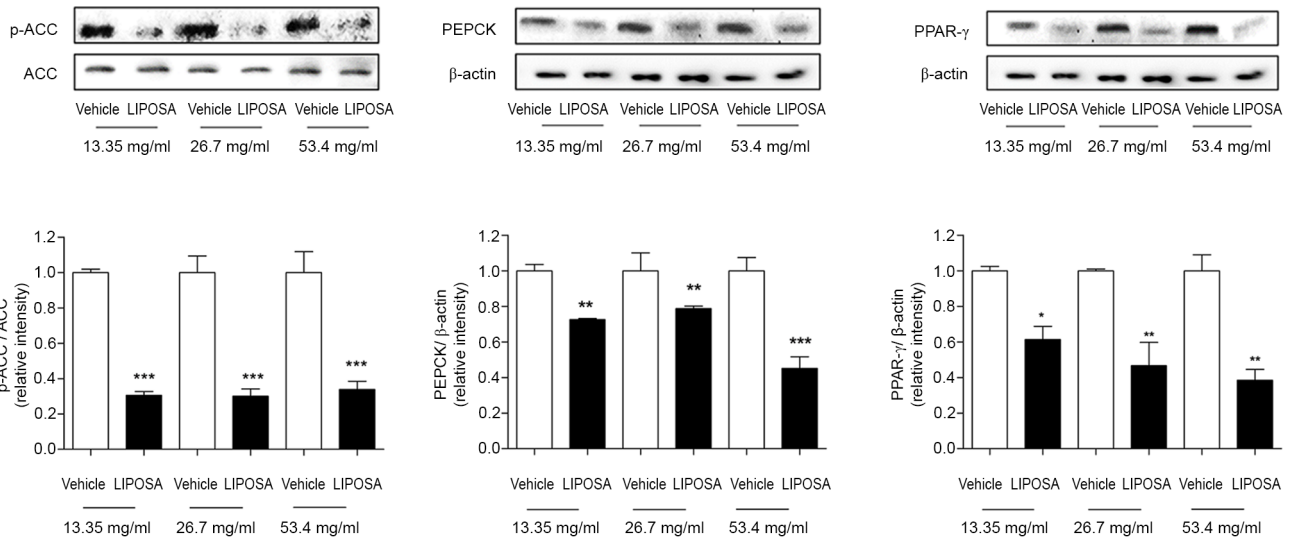 p-ACC
ACC
Vehicle LIPOSA Vehicle LIPOSA Vehicle LIPOSA
13.35 mg/ml 26.7 mg/ml 53.4 mg/ml
PEPCK
β-actin
Vehicle LIPOSA Vehicle LIPOSA Vehicle LIPOSA
13.35 mg/ml 26.7 mg/ml 53.4 mg/ml
PPAR-γ
β-actin
Vehicle LIPOSA Vehicle LIPOSA Vehicle LIPOSA
13.35 mg/ml 26.7 mg/ml 53.4 mg/ml
p-ACC / ACC
(relative intensity)
1.2
1.0
0.8
0.6
0.4
0.2
0.0
*** *** ***
Vehicle LIPOSA Vehicle LIPOSA Vehicle LIPOSA
13.35 mg/ml 26.7 mg/ml 53.4 mg/ml
PEPCK/ β-actin
(relative intensity)
1.2
1.0
0.8
0.6
0.4
0.2
0.0
** ** ***
Vehicle LIPOSA Vehicle LIPOSA Vehicle LIPOSA
13.35 mg/ml 26.7 mg/ml 53.4 mg/ml
PPAR-γ/ β-actin
(relative intensity)
1.2
1.0
0.8
0.6
0.4
0.2
0.0
* ** **
Vehicle LIPOSA Vehicle LIPOSA Vehicle LIPOSA
13.35 mg/ml 26.7 mg/ml 53.4 mg/ml